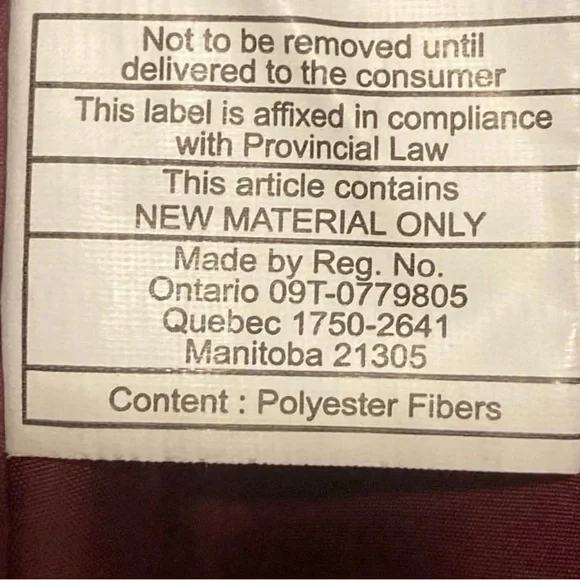 Not to be removed until
delivered to the consumer
This label is affixed in compliance
with Provincial Law
This article contains
NEW MATERIAL ONLY
Made by Reg. No.
Ontario 09T-0779805
Quebec 1750-2641
Manitoba 21305
Content : Polyester Fibers